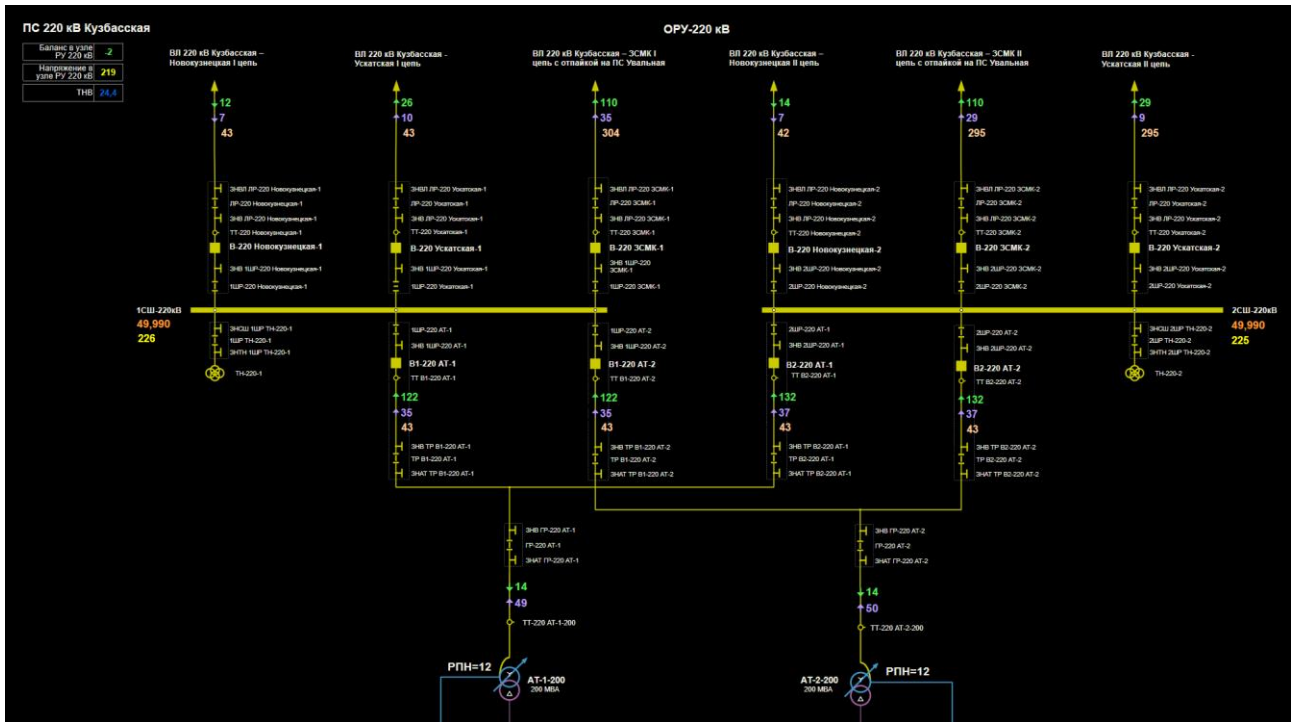 ПС 220 кВ Кузбасская
ОРУ-220 кВ
Баланс в узле
РУ 220 кВ
-2
Напряжение в
узле РУ 220 кВ
219
ТНВ
24,4
ВЛ 220 кВ Кузбасская –
Новокузнецкая I цепь
ВЛ 220 кВ Кузбасская -
Ускатская I цепь
ВЛ 220 кВ Кузбасская – ЗСМК I
цепь с отпайкой на ПС Увальная
ВЛ 220 кВ Кузбасская –
Новокузнецкая II цепь
ВЛ 220 кВ Кузбасская – ЗСМК II
цепь с отпайкой на ПС Увальная
ВЛ 220 кВ Кузбасская -
Ускатская II цепь
12
7
43
26
10
43
110
35
304
14
7
42
110
29
295
29
9
295
ЗНВЛ ЛР-220 Новокузнецкая-1
ЛР-220 Новокузнецкая-1
ЗНВ ЛР-220 Новокузнецкая-1
ТТ-220 Новокузнецкая-1
В-220 Новокузнецкая-1
ЗНВ 1ШР-220 Новокузнецкая-1
1ШР-220 Новокузнецкая-1
ЗНВЛ ЛР-220 Ускатская-1
ЛР-220 Ускатская-1
ЗНВ ЛР-220 Ускатская-1
ТТ-220 Ускатская-1
В-220 Ускатская-1
ЗНВ 1ШР-220 Ускатская-1
1ШР-220 Ускатская-1
ЗНВЛ ЛР-220 ЗСМК-1
ЛР-220 ЗСМК-1
ЗНВ ЛР-220 ЗСМК-1
ТТ-220 ЗСМК-1
В-220 ЗСМК-1
ЗНВ 1ШР-220
ЗСМК-1
1ШР-220 ЗСМК-1
ЗНВЛ ЛР-220 Новокузнецкая-2
ЛР-220 Новокузнецкая-2
ЗНВ ЛР-220 Новокузнецкая-2
ТТ-220 Новокузнецкая-2
В-220 Новокузнецкая-2
ЗНВ 2ШР-220 Новокузнецкая-2
2ШР-220 Новокузнецкая-2
ЗНВЛ ЛР-220 ЗСМК-2
ЛР-220 ЗСМК-2
ЗНВ ЛР-220 ЗСМК-2
ТТ-220 ЗСМК-2
В-220 ЗСМК-2
ЗНВ 2ШР-220 ЗСМК-2
2ШР-220 ЗСМК-2
ЗНВЛ ЛР-220 Ускатская-2
ЛР-220 Ускатская-2
ЗНВ ЛР-220 Ускатская-2
ТТ-220 Ускатская-2
В-220 Ускатская-2
ЗНВ 2ШР-220 Ускатская-2
2ШР-220 Ускатская-2
1СШ-220кВ
49,990
226
2СШ-220кВ
49,990
225
ЗНСШ 1ШР ТН-220-1
1ШР ТН-220-1
ЗНТН 1ШР ТН-220-1
ТН-220-1
1ШР-220 АТ-1
ЗНВ 1ШР-220 АТ-1
В1-220 АТ-1
ТТ В1-220 АТ-1
122
35
43
ЗНВ ТР В1-220 АТ-1
ТР В1-220 АТ-1
ЗНАТ ТР В1-220 АТ-1
1ШР-220 АТ-2
ЗНВ 1ШР-220 АТ-2
В1-220 АТ-2
ТТ В1-220 АТ-2
122
35
43
ЗНВ ТР В1-220 АТ-2
ТР В1-220 АТ-2
ЗНАТ ТР В1-220 АТ-2
2ШР-220 АТ-1
ЗНВ 2ШР-220 АТ-1
В2-220 АТ-1
ТТ В2-220 АТ-1
132
37
43
ЗНВ ТР В2-220 АТ-1
ТР В2-220 АТ-1
ЗНАТ ТР В2-220 АТ-1
2ШР-220 АТ-2
ЗНВ 2ШР-220 АТ-2
В2-220 АТ-2
ТТ В2-220 АТ-2
132
37
43
ЗНВ ТР В2-220 АТ-2
ТР В2-220 АТ-2
ЗНАТ ТР В2-220 АТ-2
ЗНСШ 2ШР ТН-220-2
2ШР ТН-220-2
ЗНТН 2ШР ТН-220-2
ТН-220-2
ЗНВ ГР-220 АТ-1
ГР-220 АТ-1
ЗНАТ ГР-220 АТ-1
14
49
ТТ-220 АТ-1-200
РПН=12
АТ-1-200
200 МВА
ЗНВ ГР-220 АТ-2
ГР-220 АТ-2
ЗНАТ ГР-220 АТ-2
14
50
ТТ-220 АТ-2-200
АТ-2-200
200 МВА
РПН=12